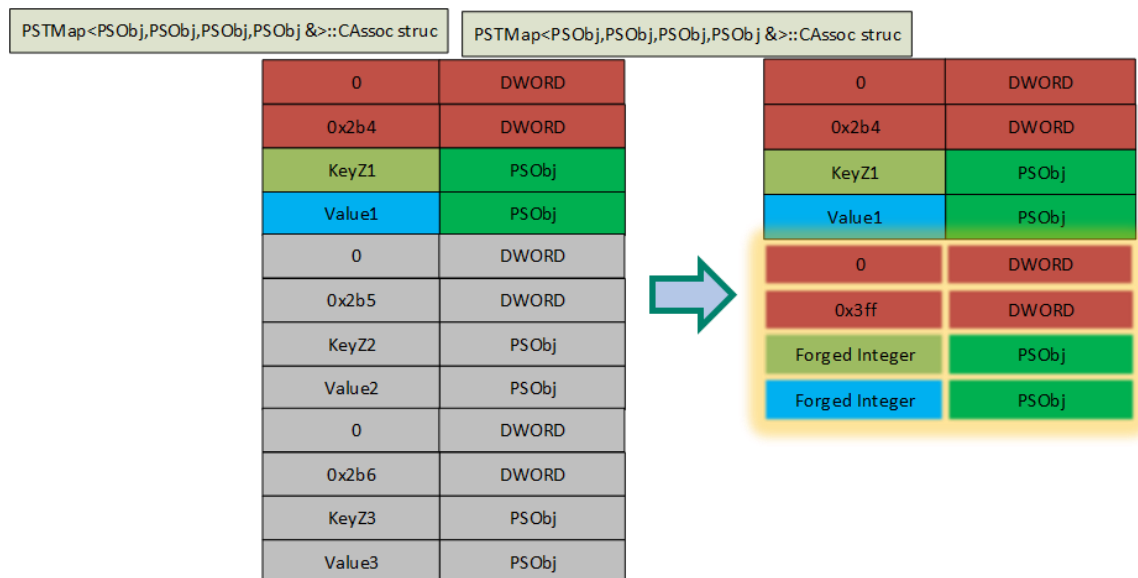 PSTMap<PSObj,PSObj,PSObj,PSObj &>::CAssoc struc
PSTMap<PSObj,PSObj,PSObj,PSObj &>::CAssoc struc
0 DWORD
0x2b4 DWORD
KeyZ1 PSObj
Value1 PSObj
0 DWORD
0x2b5 DWORD
KeyZ2 PSObj
Value2 PSObj
0 DWORD
0x2b6 DWORD
KeyZ3 PSObj
Value3 PSObj
0 DWORD
0x2b4 DWORD
KeyZ1 PSObj
Value1 PSObj
0 DWORD
0x3ff DWORD
Forged Integer PSObj
Forged Integer PSObj